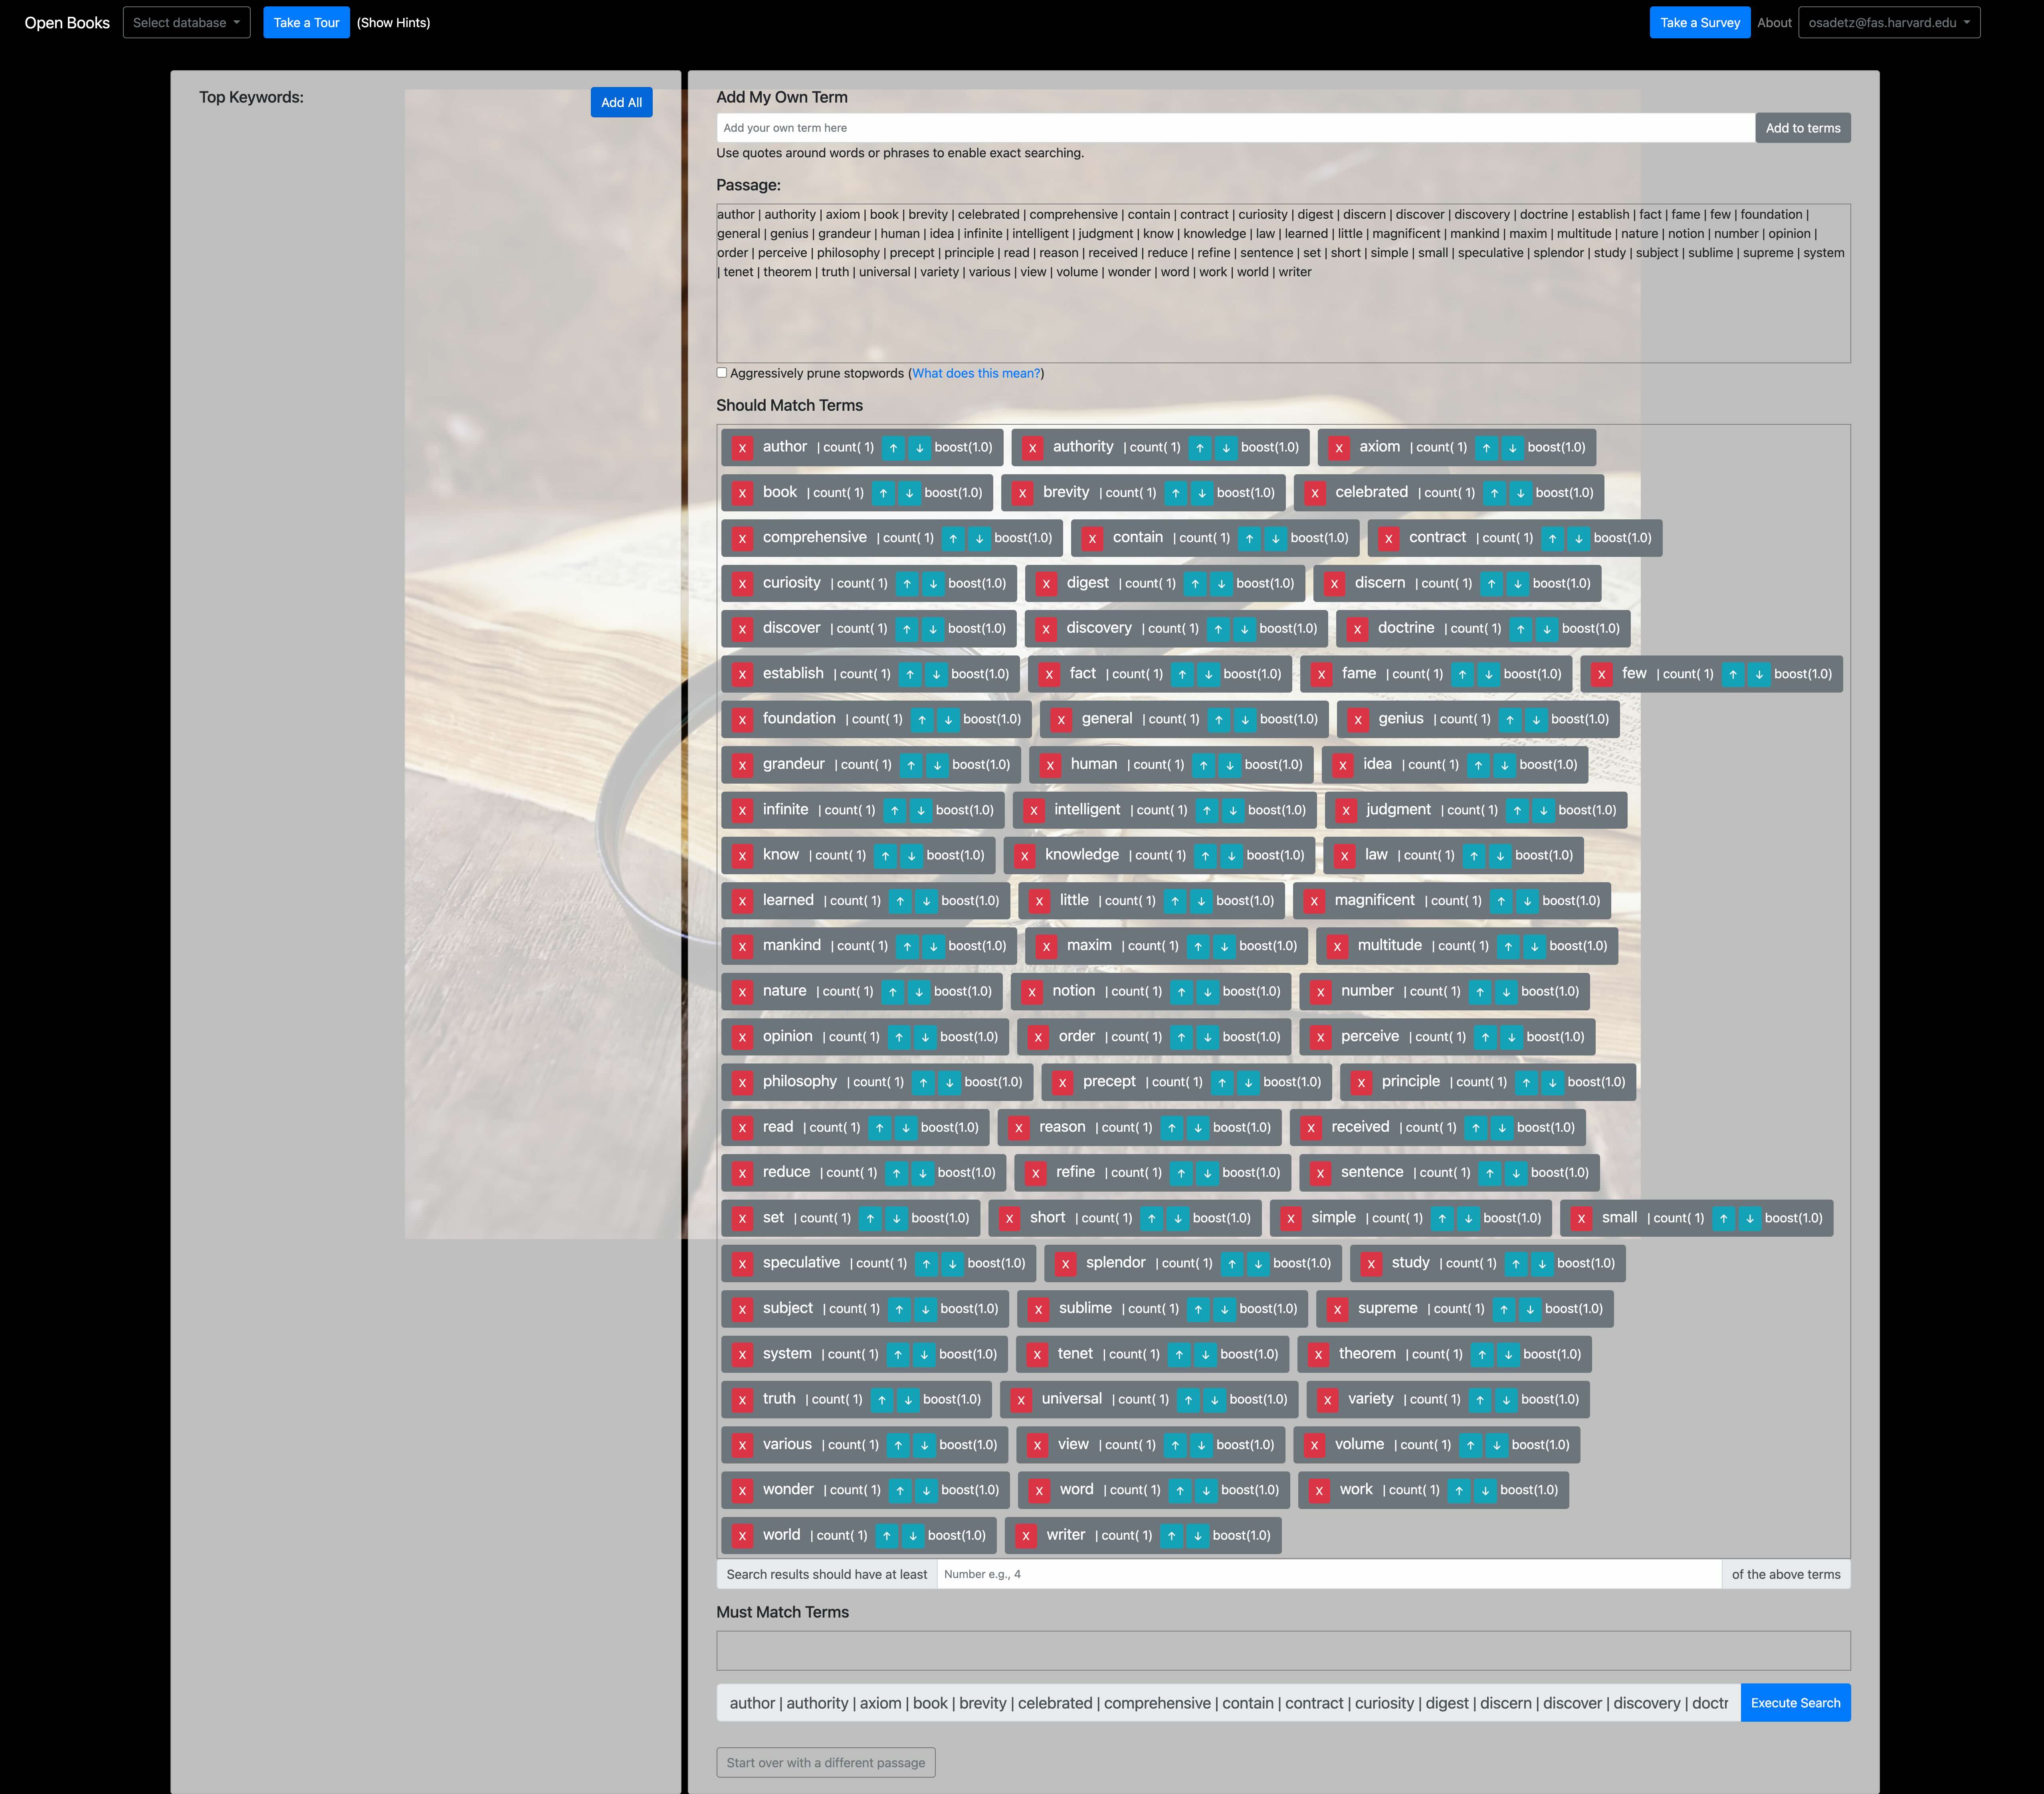 Open Books Select database Take a Tour (Show Hints) Take a Survey About osadetz@fas.harvard.edu
Top Keywords: Add All
Add My Own Term
Add your own term here Add to terms
Use quotes around words or phrases to enable exact searching.
Passage:
author | authority | axiom | book | brevity | celebrated | comprehensive | contain | contract | curiosity | digest | discern | discover | discovery | doctrine | establish | fact | fame | few | foundation |
general | genius | grandeur | human | idea | infinite | intelligent | judgment | know | knowledge | law | learned | little | magnificent | mankind | maxim | multitude | nature | notion | number | opinion |
order | perceive | philosophy | precept | principle | read | reason | received | reduce | refine | sentence | set | short | simple | small | speculative | splendor | study | subject | sublime | supreme | system
| tenet | theorem | truth | universal | variety | various | view | volume | wonder | word | work | world | writer
Aggressively prune stopwords (What does this mean?)
Should Match Terms
X author | count( 1) ↑ ↓ boost(1.0) X authority | count( 1) ↑ ↓ boost(1.0) X axiom | count( 1) ↑ ↓ boost(1.0)
X book | count( 1) ↑ ↓ boost(1.0) X brevity | count( 1) ↑ ↓ boost(1.0) X celebrated | count( 1) ↑ ↓ boost(1.0)
X comprehensive | count( 1) ↑ ↓ boost(1.0) X contain | count( 1) ↑ ↓ boost(1.0) X contract | count( 1) ↑ ↓ boost(1.0)
X curiosity | count( 1) ↑ ↓ boost(1.0) X digest | count( 1) ↑ ↓ boost(1.0) X discern | count( 1) ↑ ↓ boost(1.0)
X discover | count( 1) ↑ ↓ boost(1.0) X discovery | count( 1) ↑ ↓ boost(1.0) X doctrine | count( 1) ↑ ↓ boost(1.0)
X establish | count( 1) ↑ ↓ boost(1.0) X fact | count( 1) ↑ ↓ boost(1.0) X fame | count( 1) ↑ ↓ boost(1.0) X few | count( 1) ↑ ↓ boost(1.0)
X foundation | count( 1) ↑ ↓ boost(1.0) X general | count( 1) ↑ ↓ boost(1.0) X genius | count( 1) ↑ ↓ boost(1.0)
X grandeur | count( 1) ↑ ↓ boost(1.0) X human | count( 1) ↑ ↓ boost(1.0) X idea | count( 1) ↑ ↓ boost(1.0)
X infinite | count( 1) ↑ ↓ boost(1.0) X intelligent | count( 1) ↑ ↓ boost(1.0) X judgment | count( 1) ↑ ↓ boost(1.0)
X know | count( 1) ↑ ↓ boost(1.0) X knowledge | count( 1) ↑ ↓ boost(1.0) X law | count( 1) ↑ ↓ boost(1.0)
X learned | count( 1) ↑ ↓ boost(1.0) X little | count( 1) ↑ ↓ boost(1.0) X magnificent | count( 1) ↑ ↓ boost(1.0)
X mankind | count( 1) ↑ ↓ boost(1.0) X maxim | count( 1) ↑ ↓ boost(1.0) X multitude | count( 1) ↑ ↓ boost(1.0)
X nature | count( 1) ↑ ↓ boost(1.0) X notion | count( 1) ↑ ↓ boost(1.0) X number | count( 1) ↑ ↓ boost(1.0)
X opinion | count( 1) ↑ ↓ boost(1.0) X order | count( 1) ↑ ↓ boost(1.0) X perceive | count( 1) ↑ ↓ boost(1.0)
X philosophy | count( 1) ↑ ↓ boost(1.0) X precept | count( 1) ↑ ↓ boost(1.0) X principle | count( 1) ↑ ↓ boost(1.0)
X read | count( 1) ↑ ↓ boost(1.0) X reason | count( 1) ↑ ↓ boost(1.0) X received | count( 1) ↑ ↓ boost(1.0)
X reduce | count( 1) ↑ ↓ boost(1.0) X refine | count( 1) ↑ ↓ boost(1.0) X sentence | count( 1) ↑ ↓ boost(1.0)
X set | count( 1) ↑ ↓ boost(1.0) X short | count( 1) ↑ ↓ boost(1.0) X simple | count( 1) ↑ ↓ boost(1.0) X small | count( 1) ↑ ↓ boost(1.0)
X speculative | count( 1) ↑ ↓ boost(1.0) X splendor | count( 1) ↑ ↓ boost(1.0) X study | count( 1) ↑ ↓ boost(1.0)
X subject | count( 1) ↑ ↓ boost(1.0) X sublime | count( 1) ↑ ↓ boost(1.0) X supreme | count( 1) ↑ ↓ boost(1.0)
X system | count( 1) ↑ ↓ boost(1.0) X tenet | count( 1) ↑ ↓ boost(1.0) X theorem | count( 1) ↑ ↓ boost(1.0)
X truth | count( 1) ↑ ↓ boost(1.0) X universal | count( 1) ↑ ↓ boost(1.0) X variety | count( 1) ↑ ↓ boost(1.0)
X various | count( 1) ↑ ↓ boost(1.0) X view | count( 1) ↑ ↓ boost(1.0) X volume | count( 1) ↑ ↓ boost(1.0)
X wonder | count( 1) ↑ ↓ boost(1.0) X word | count( 1) ↑ ↓ boost(1.0) X work | count( 1) ↑ ↓ boost(1.0)
X world | count( 1) ↑ ↓ boost(1.0) X writer | count( 1) ↑ ↓ boost(1.0)
Search results should have at least Number e.g., 4 of the above terms
Must Match Terms
author | authority | axiom | book | brevity | celebrated | comprehensive | contain | contract | curiosity | digest | discern | discover | discovery | doctr Execute Search
Start over with a different passage